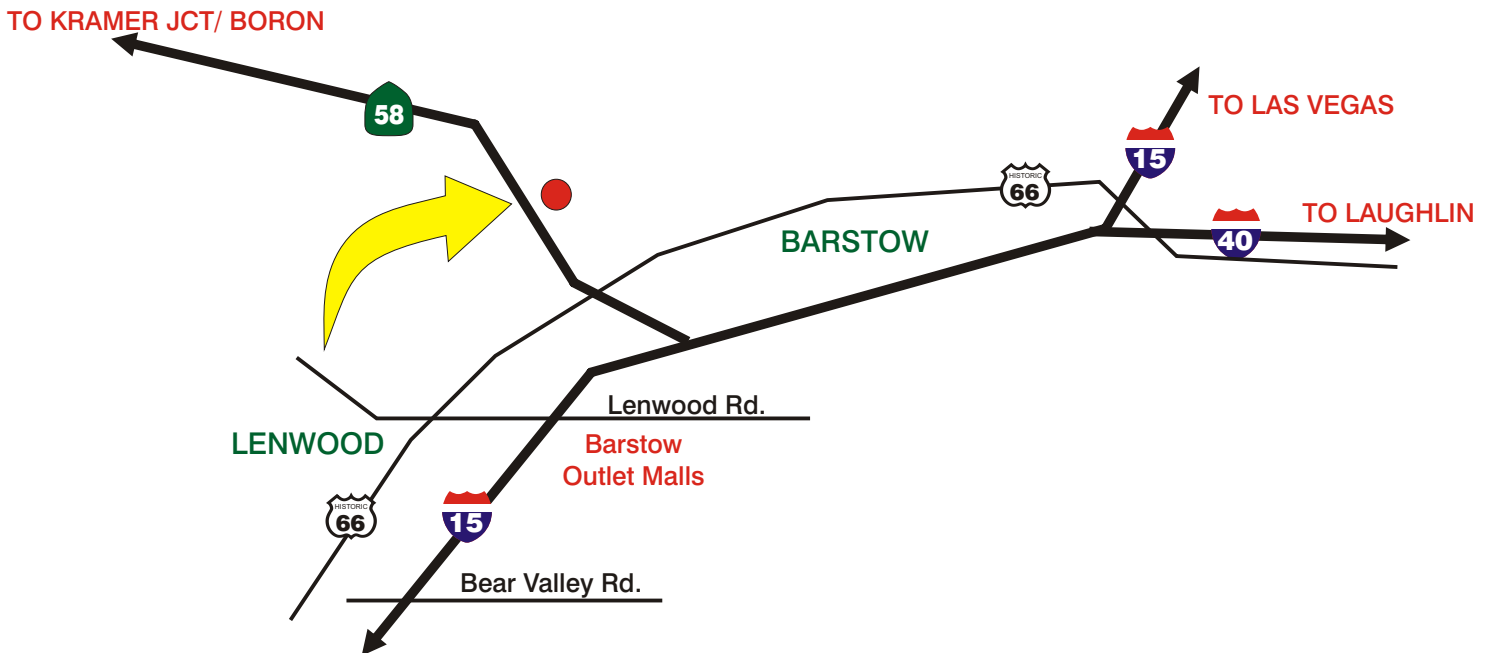 TO KRAMER JCT/ BORON
58
TO LAS VEGAS
15
HISTORIC
66
TO LAUGHLIN
40
BARSTOW
Lenwood Rd.
LENWOOD
Barstow
Outlet Malls
HISTORIC
66
15
Bear Valley Rd.